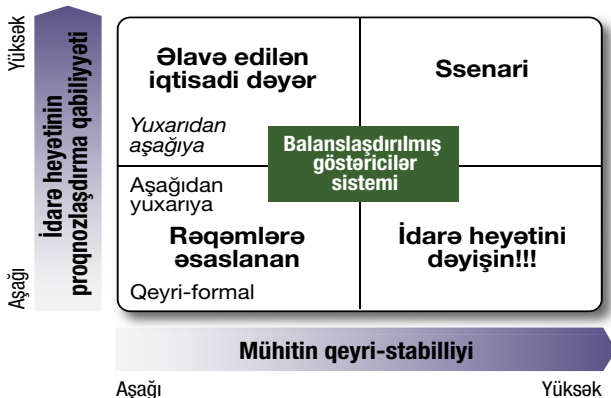 Yüksək
İdarə heyətinin
proqnozlaşdırma qabiliyyəti
Aşağı
Əlavə edilən
iqtisadi dəyər
Yuxarıdan
aşağıya
Ssenari
Balanslaşdırılmış
göstəricilər
sistemi
Aşağıdan
yuxarıya
Rəqəmlərə
əsaslanan
Qeyri-formal
İdarə heyətini
dəyişin!!!
Mühitin qeyri-stabilliyi
Aşağı
Yüksək